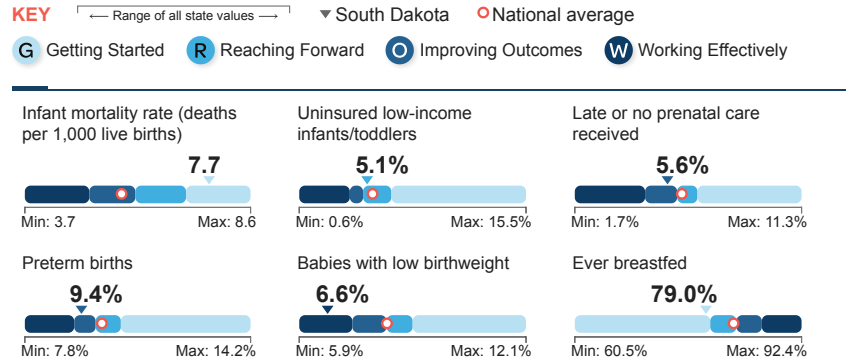 KEY
Range of all state values
South Dakota
National average
G Getting Started
R Reaching Forward
O Improving Outcomes
W Working Effectively
Infant mortality rate (deaths
per 1,000 live births)
7.7
Min: 3.7
Max: 8.6
Uninsured low-income
infants/toddlers
5.1%
Min: 0.6%
Max: 15.5%
Late or no prenatal care
received
5.6%
Min: 1.7%
Max: 11.3%
Preterm births
9.4%
Min: 7.8%
Max: 14.2%
Babies with low birthweight
6.6%
Min: 5.9%
Max: 12.1%
Ever breastfed
79.0%
Min: 60.5%
Max: 92.4%